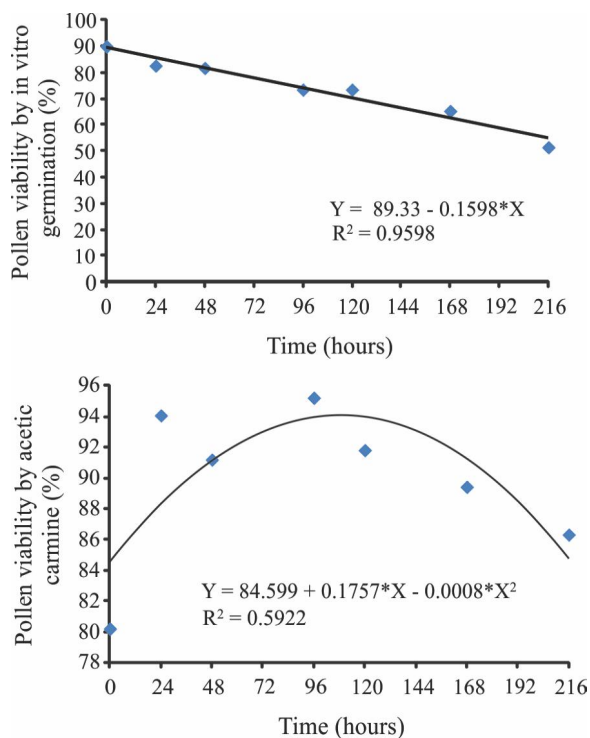 Pollen viability by in vitro
germination (%)
100
90
80
70
60
50
40
30
20
10
0
Y = 89.33 - 0.1598*X
R² = 0.9598
0 24 48 72 96 120 144 168 192 216
Time (hours)
Pollen viability by acetic
carmine (%)
96
94
92
90
88
86
84
82
80
78
Y = 84.599 + 0.1757*X - 0.0008*X²
R² = 0.5922
0 24 48 72 96 120 144 168 192 216
Time (hours)